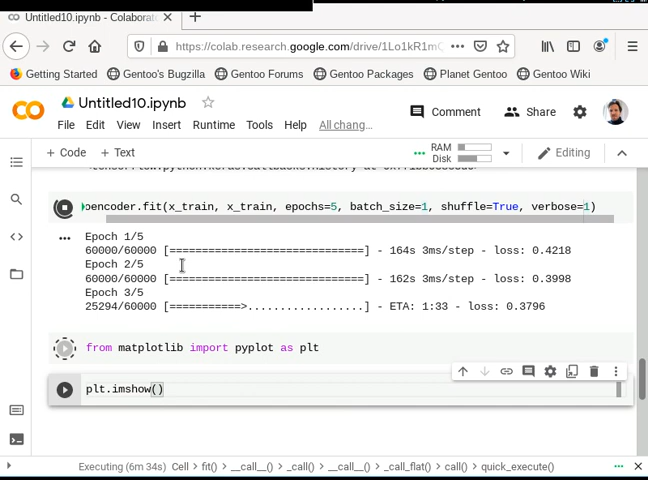 Untitled10.ipynb - Colaborat
https://colab.research.google.com/drive/1Lo1kR1m
Getting Started Gentoo's Bugzilla Gentoo Forums Gentoo Packages Planet Gentoo Gentoo Wiki
Untitled10.ipynb
Comment Share
File Edit View Insert Runtime Tools Help All chang...
+ Code + Text RAM Disk Editing
oencoder.fit(x_train, x_train, epochs=5, batch_size=1, shuffle=True, verbose=1)
Epoch 1/5
60000/60000 [==============================] - 164s 3ms/step - loss: 0.4218
Epoch 2/5
60000/60000 [==============================] - 162s 3ms/step - loss: 0.3998
Epoch 3/5
25294/60000 [===========>..................] - ETA: 1:33 - loss: 0.3796
from matplotlib import pyplot as plt
plt.imshow()
Executing (6m 34s) Cell > fit() > __call__() > _call() > __call__() > _call_flat() > call() > quick_execute()